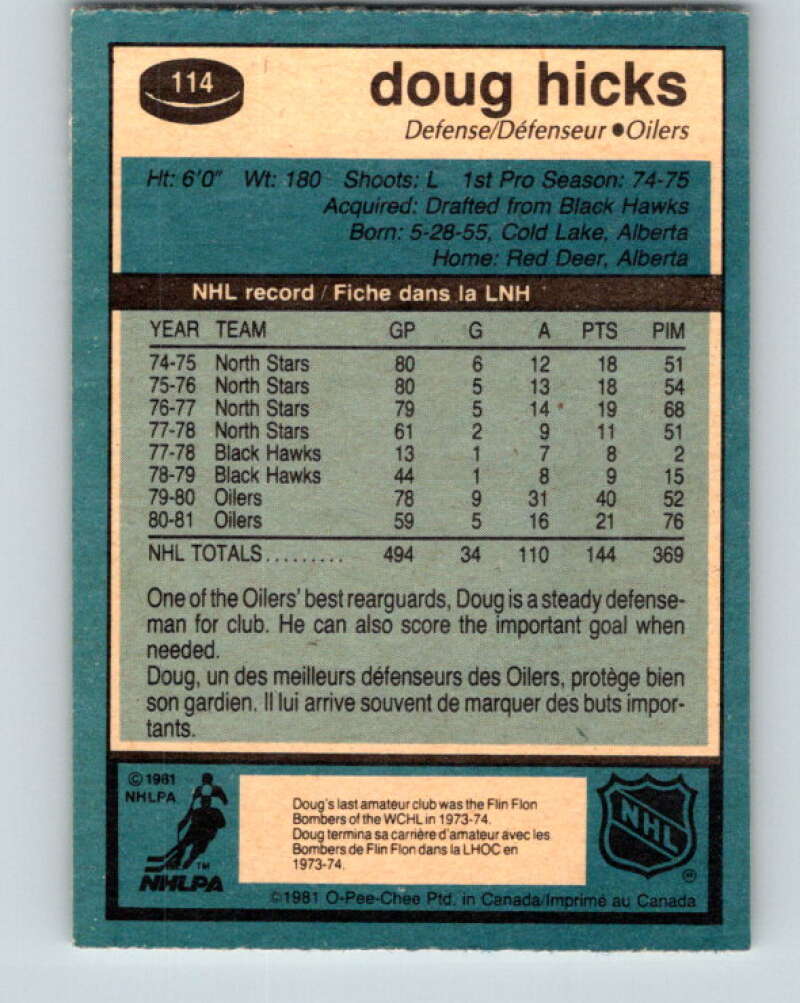 114
doug hicks
Defense/Défenseur ●Oilers
Ht: 6'0" Wt: 180 Shoots: L 1st Pro Season: 74-75
Acquired: Drafted from Black Hawks
Born: 5-28-55, Cold Lake, Alberta
Home: Red Deer, Alberta
NHL record / Fiche dans la LNH
YEAR TEAM GP G A PTS PIM
74-75 North Stars 80 6 12 18 51
75-76 North Stars 80 5 13 18 54
76-77 North Stars 79 5 14 19 68
77-78 North Stars 61 2 9 11 51
77-78 Black Hawks 13 1 7 8 2
78-79 Black Hawks 44 1 8 9 15
79-80 Oilers 78 9 31 40 52
80-81 Oilers 59 5 16 21 76
NHL TOTALS......... 494 34 110 144 369
One of the Oilers' best rearguards, Doug is a steady defense-
man for club. He can also score the important goal when
needed.
Doug, un des meilleurs défenseurs des Oilers, protège bien
son gardien. Il lui arrive souvent de marquer des buts impor-
tants.
©1981
NHLPA
TM
NHLPA
Doug's last amateur club was the Flin Flon
Bombers of the WCHL in 1973-74.
Doug termina sa carrière d'amateur avec les
Bombers de Flin Flon dans la LHOC en
1973-74.
NHL
©1981 O-Pee-Chee Ptd. in Canada/Imprimé au Canada